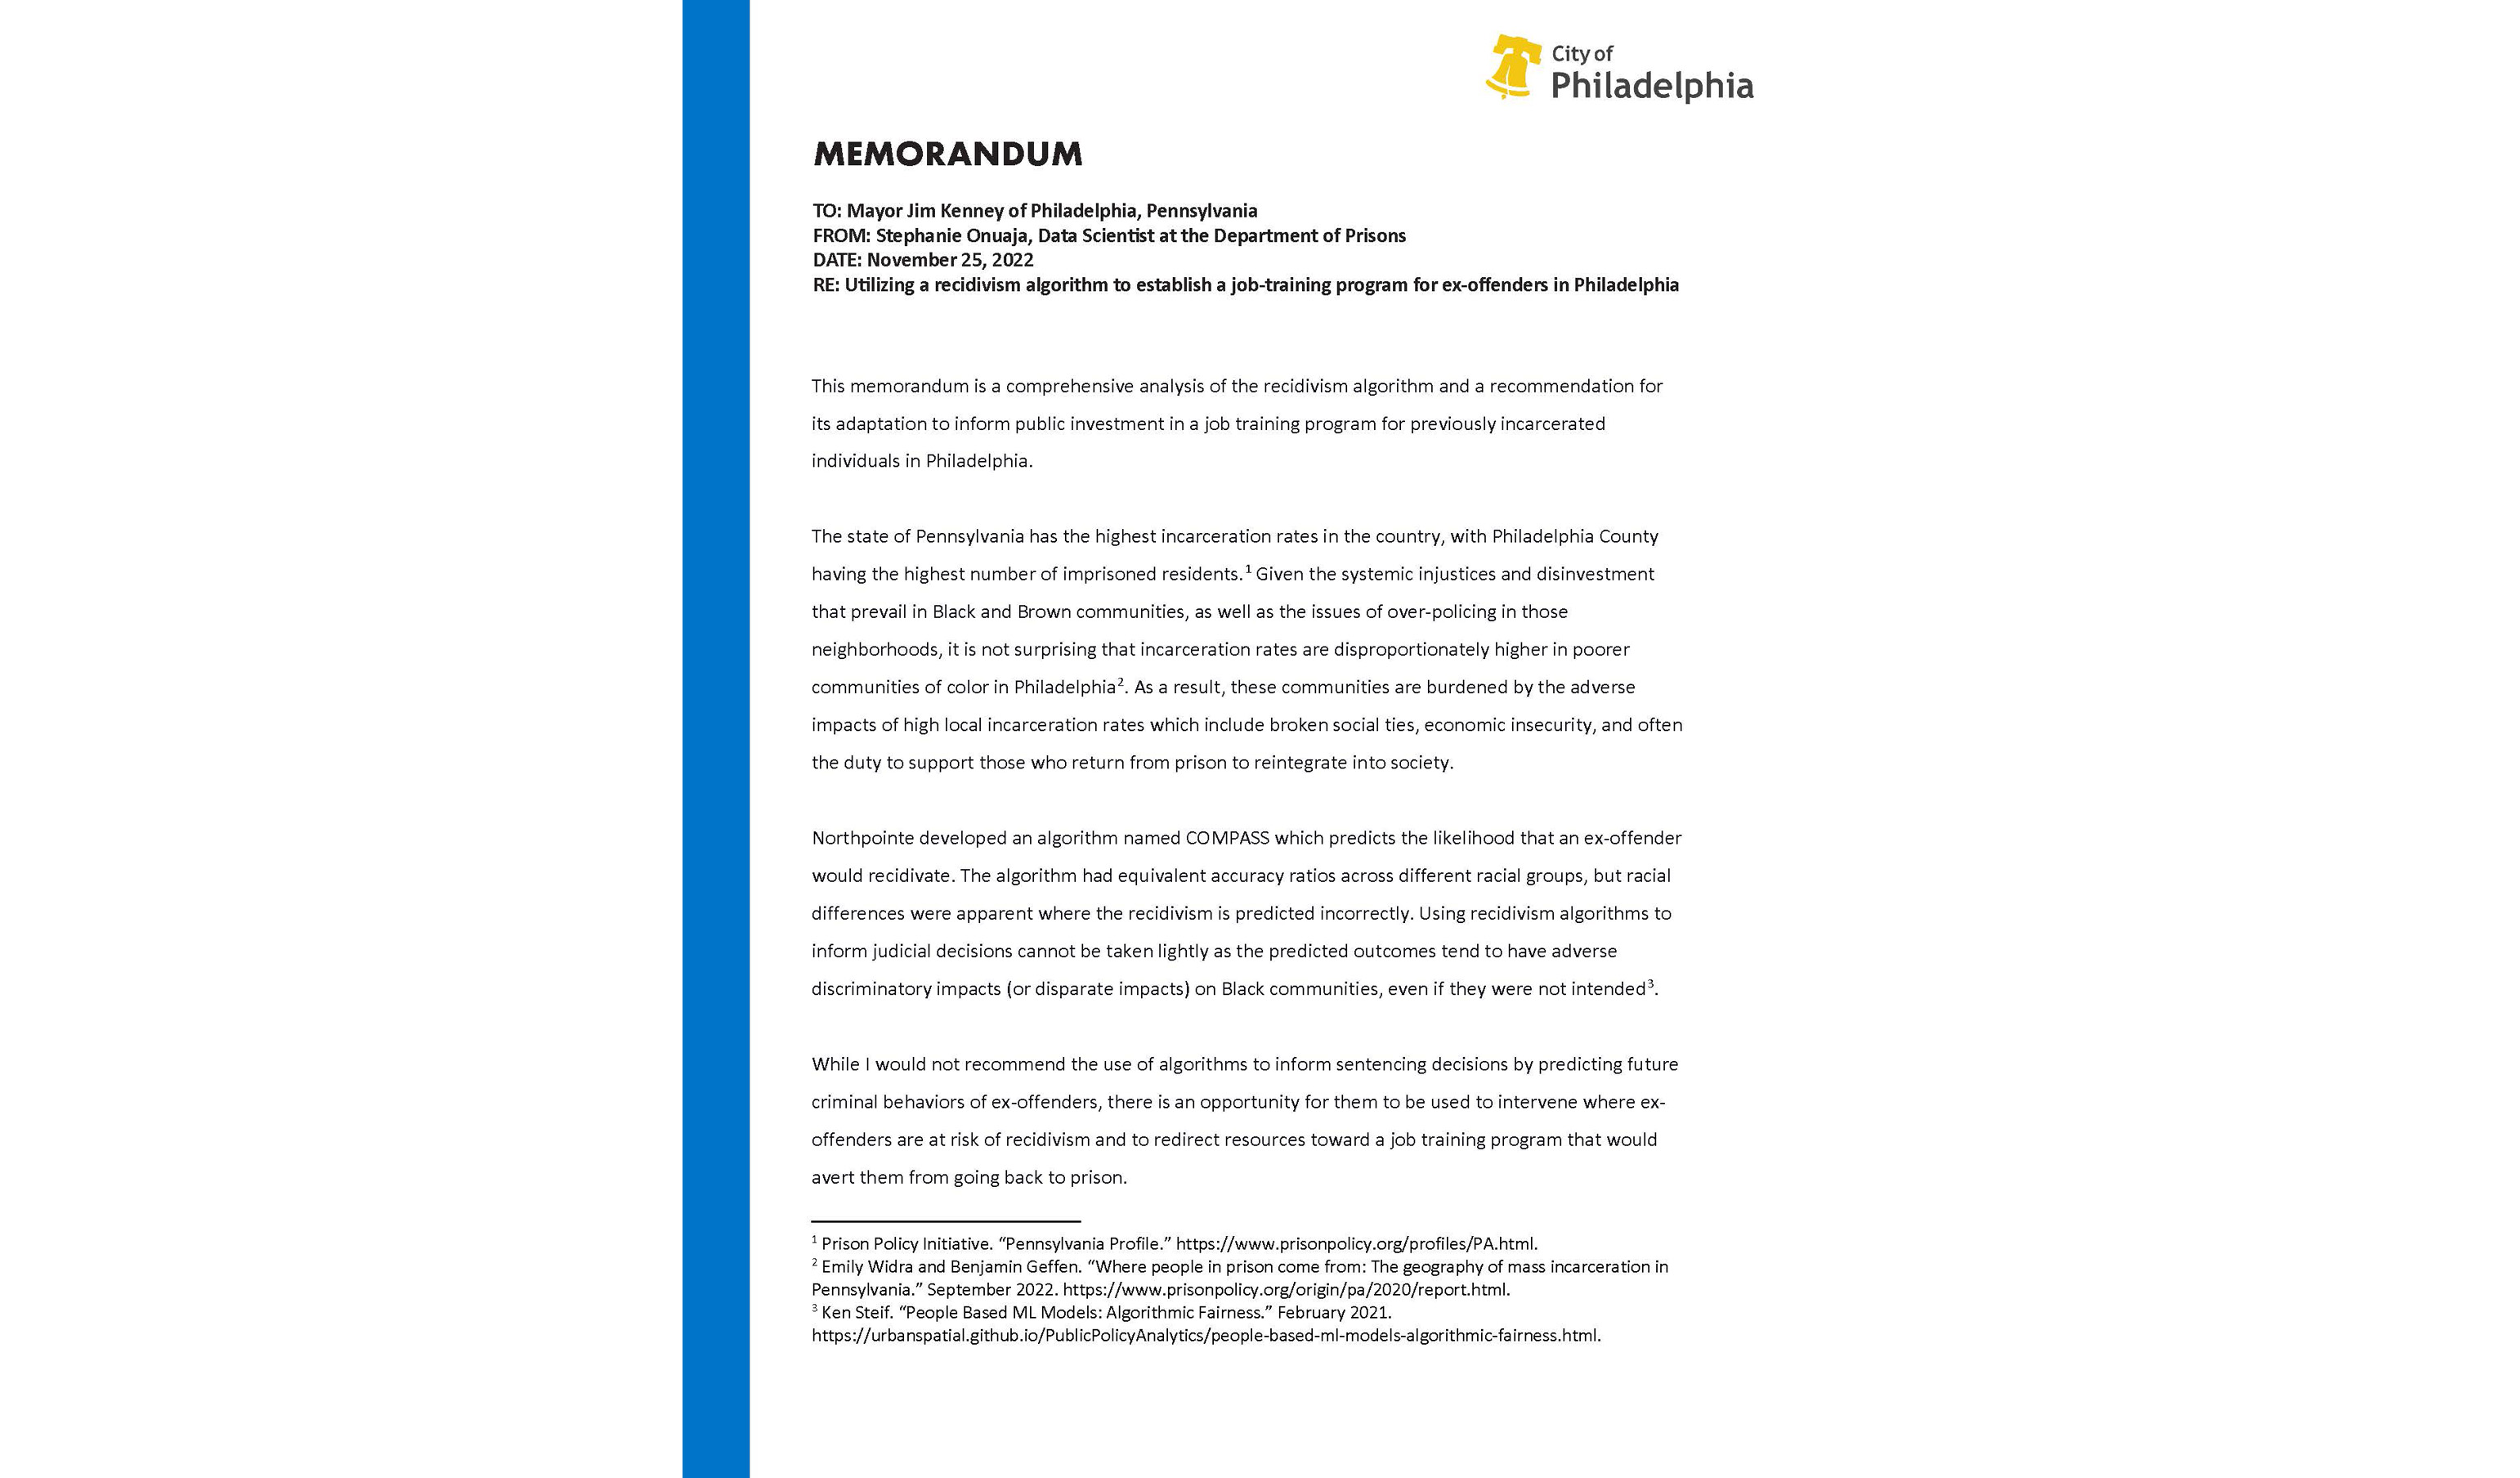 City of
Philadelphia
MEMORANDUM
TO: Mayor Jim Kenney of Philadelphia, Pennsylvania
FROM: Stephanie Onuaja, Data Scientist at the Department of Prisons
DATE: November 25, 2022
RE: Utilizing a recidivism algorithm to establish a job-training program for ex-offenders in Philadelphia
This memorandum is a comprehensive analysis of the recidivism algorithm and a recommendation for
its adaptation to inform public investment in a job training program for previously incarcerated
individuals in Philadelphia.
The state of Pennsylvania has the highest incarceration rates in the country, with Philadelphia County
having the highest number of imprisoned residents.¹ Given the systemic injustices and disinvestment
that prevail in Black and Brown communities, as well as the issues of over-policing in those
neighborhoods, it is not surprising that incarceration rates are disproportionately higher in poorer
communities of color in Philadelphia². As a result, these communities are burdened by the adverse
impacts of high local incarceration rates which include broken social ties, economic insecurity, and often
the duty to support those who return from prison to reintegrate into society.
Northpointe developed an algorithm named COMPASS which predicts the likelihood that an ex-offender
would recidivate. The algorithm had equivalent accuracy ratios across different racial groups, but racial
differences were apparent where the recidivism is predicted incorrectly. Using recidivism algorithms to
inform judicial decisions cannot be taken lightly as the predicted outcomes tend to have adverse
discriminatory impacts (or disparate impacts) on Black communities, even if they were not intended³.
While I would not recommend the use of algorithms to inform sentencing decisions by predicting future
criminal behaviors of ex-offenders, there is an opportunity for them to be used to intervene where ex-
offenders are at risk of recidivism and to redirect resources toward a job training program that would
avert them from going back to prison.
¹ Prison Policy Initiative. “Pennsylvania Profile.” https://www.prisonpolicy.org/profiles/PA.html.
² Emily Widra and Benjamin Geffen. “Where people in prison come from: The geography of mass incarceration in
Pennsylvania.” September 2022. https://www.prisonpolicy.org/origin/pa/2020/report.html.
³ Ken Steif. “People Based ML Models: Algorithmic Fairness.” February 2021.
https://urbanspatial.github.io/PublicPolicyAnalytics/people-based-ml-models-algorithmic-fairness.html.